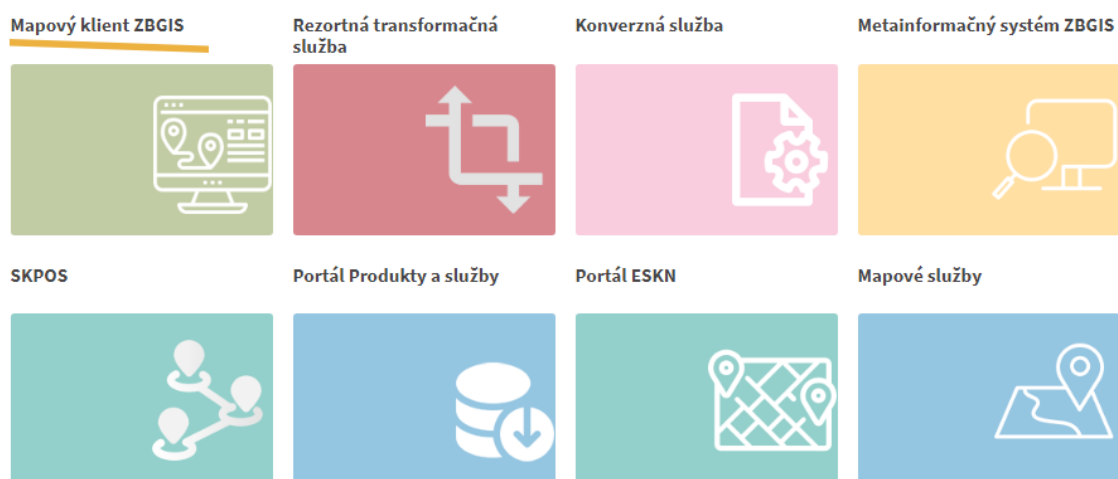 Mapový klient ZBGIS
Rezortná transformačná
služba
Konverzná služba
Metainformačný systém ZBGIS
SKPOS
Portál Produkty a služby
Portál ESKN
Mapové služby